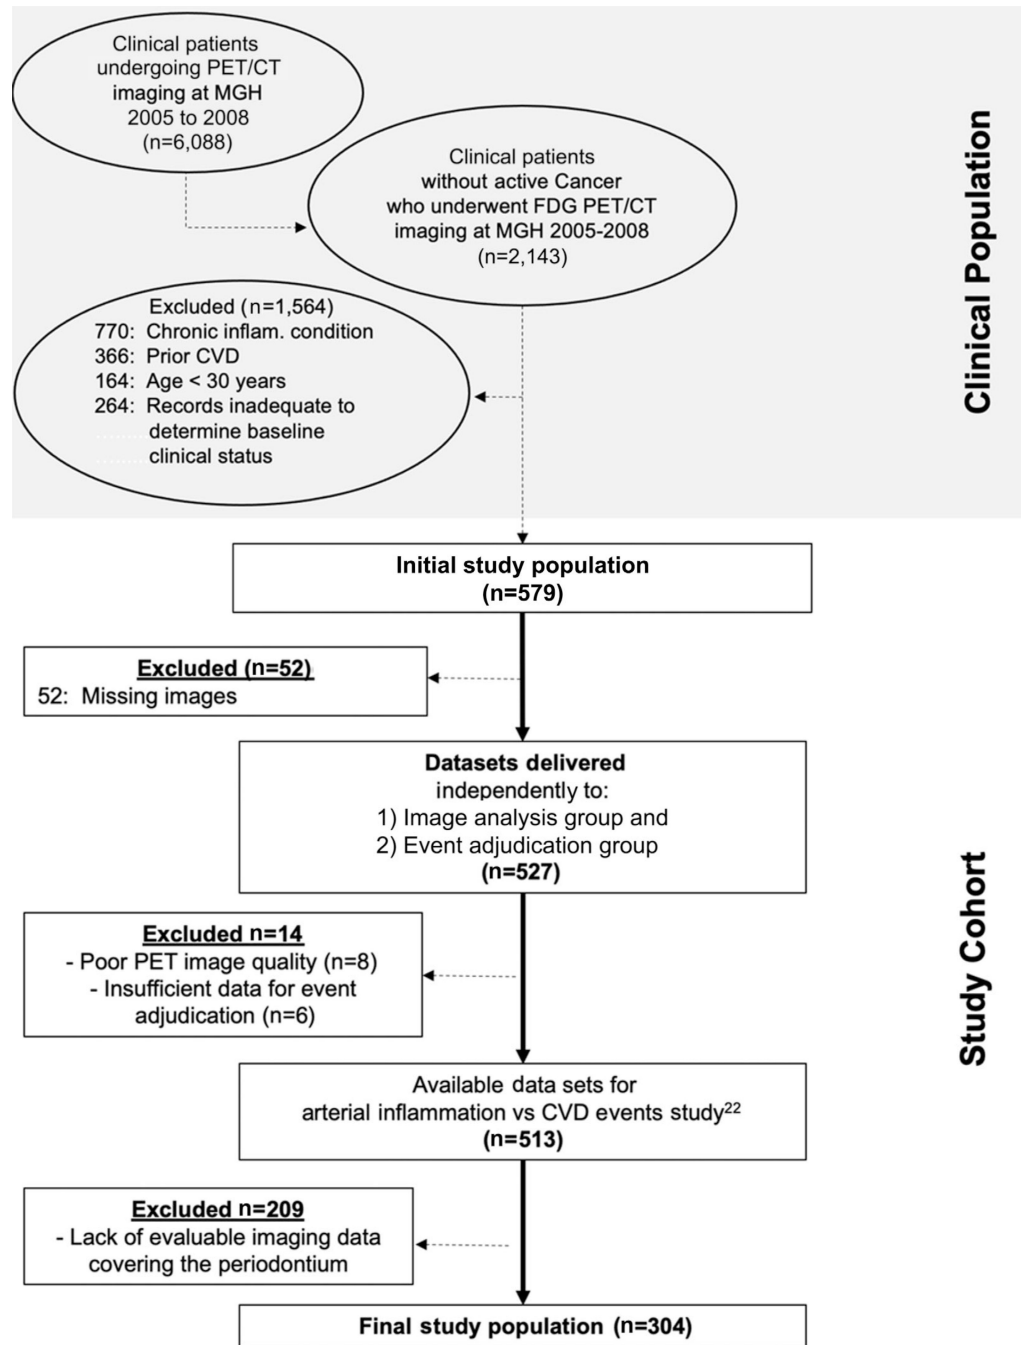 Clinical patients
undergoing PET/CT
imaging at MGH
2005 to 2008
(n=6,088)
Clinical patients
without active Cancer
who underwent FDG PET/CT
imaging at MGH 2005-2008
(n=2,143)
Excluded (n=1,564)
770: Chronic inflam. condition
366: Prior CVD
164: Age < 30 years
264: Records inadequate to
determine baseline
clinical status
Clinical Population
Initial study population
(n=579)
Excluded (n=52)
52: Missing images
Datasets delivered
independently to:
1) Image analysis group and
2) Event adjudication group
(n=527)
Excluded n=14
- Poor PET image quality (n=8)
- Insufficient data for event
adjudication (n=6)
Available data sets for
arterial inflammation vs CVD events study²²
(n=513)
Excluded n=209
- Lack of evaluable imaging data
covering the periodontium
Final study population (n=304)
Study Cohort